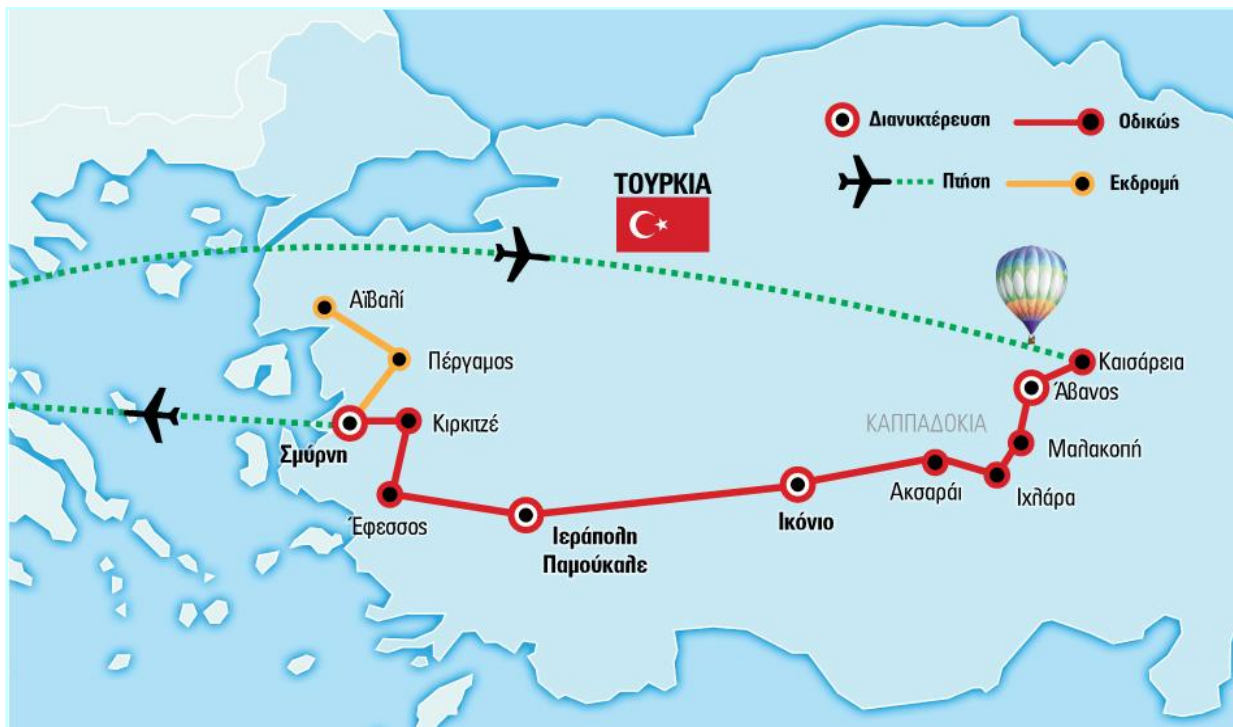 Διανυκτέρευση
Οδικώς
Πτήση
Εκδρομή
ΤΟΥΡΚΙΑ
Αϊβαλί
Πέργαμος
Καισάρεια
Άβανος
Κιρκιτζέ
ΚΑΠΠΑΔΟΚΙΑ
Μαλακοπή
Σμύρνη
Ακσαράι
Ιχλάρα
Έφεσσος
Ικόνιο
Ιεράπολη
Παμούκαλε